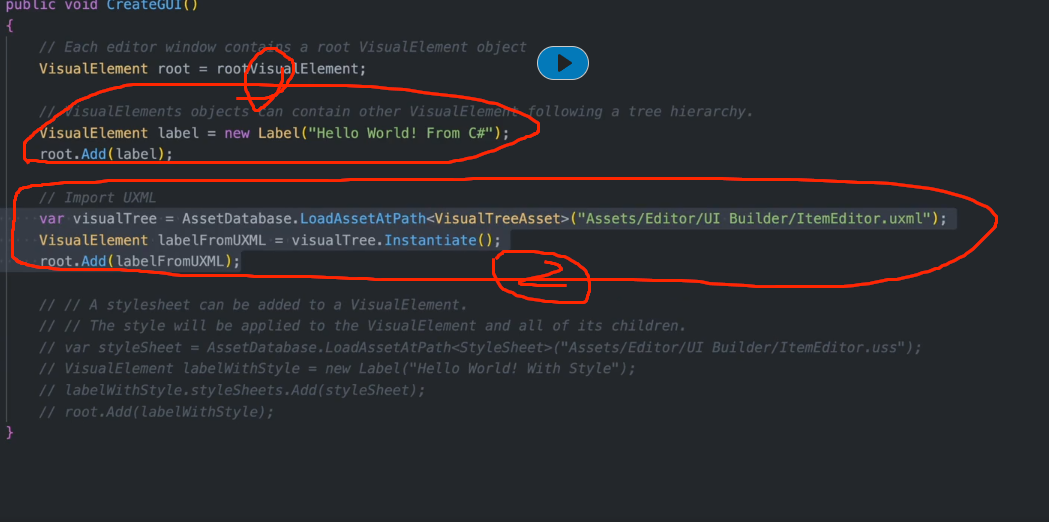 public void CreateGUI()
{
// Each editor window contains a root VisualElement object
VisualElement root = rootVisualElement;
// VisualElements objects can contain other VisualElement following a tree hierarchy.
VisualElement label = new Label("Hello World! From C#");
root.Add(label);
// Import UXML
var visualTree = AssetDatabase.LoadAssetAtPath<VisualTreeAsset>("Assets/Editor/UI Builder/ItemEditor.uxml");
VisualElement labelFromUXML = visualTree.Instantiate();
root.Add(labelFromUXML);
2
// // A stylesheet can be added to a VisualElement.
// // The style will be applied to the VisualElement and all of its children.
// var styleSheet = AssetDatabase.LoadAssetAtPath<StyleSheet>("Assets/Editor/UI Builder/ItemEditor.uss");
// VisualElement labelWithStyle = new Label("Hello World! With Style");
// labelWithStyle.styleSheets.Add(styleSheet);
// root.Add(labelWithStyle);
}